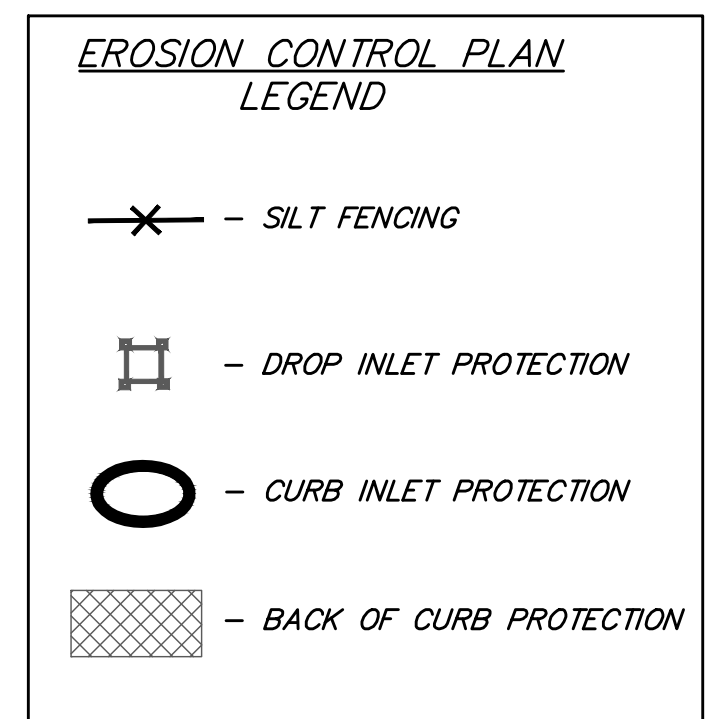 EROSION CONTROL PLAN
LEGEND
- SILT FENCING
- DROP INLET PROTECTION
- CURB INLET PROTECTION
- BACK OF CURB PROTECTION